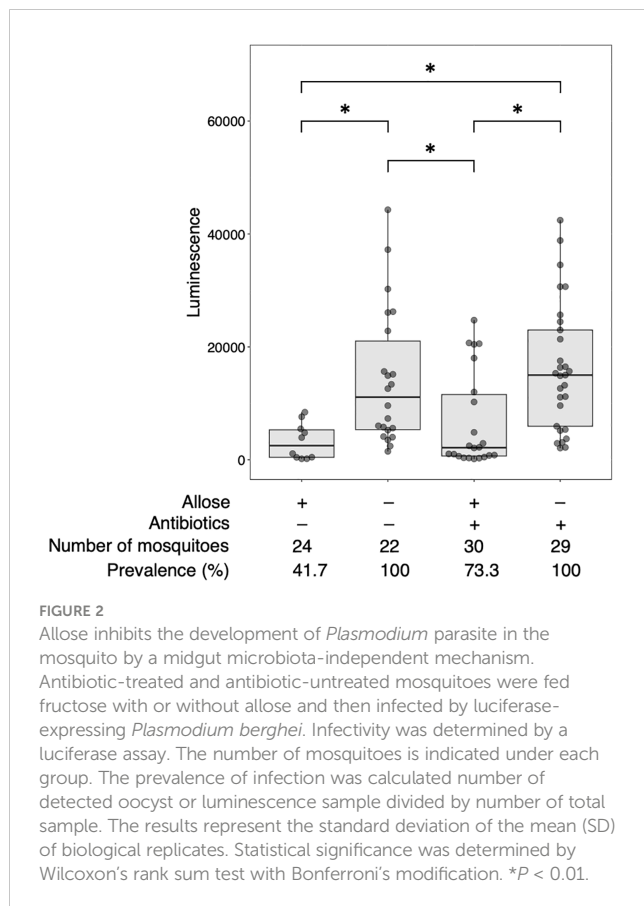 *
*
*
*
60000
40000
20000
0
Luminescence
Allose + − + −
Antibiotics − − + +
Number of mosquitoes 24 22 30 29
Prevalence (%) 41.7 100 73.3 100
FIGURE 2
Allose inhibits the development of Plasmodium parasite in the
mosquito by a midgut microbiota-independent mechanism.
Antibiotic-treated and antibiotic-untreated mosquitoes were fed
fructose with or without allose and then infected by luciferase-
expressing Plasmodium berghei. Infectivity was determined by a
luciferase assay. The number of mosquitoes is indicated under each
group. The prevalence of infection was calculated number of
detected oocyst or luminescence sample divided by number of total
sample. The results represent the standard deviation of the mean (SD)
of biological replicates. Statistical significance was determined by
Wilcoxon’s rank sum test with Bonferroni’s modification. *P < 0.01.